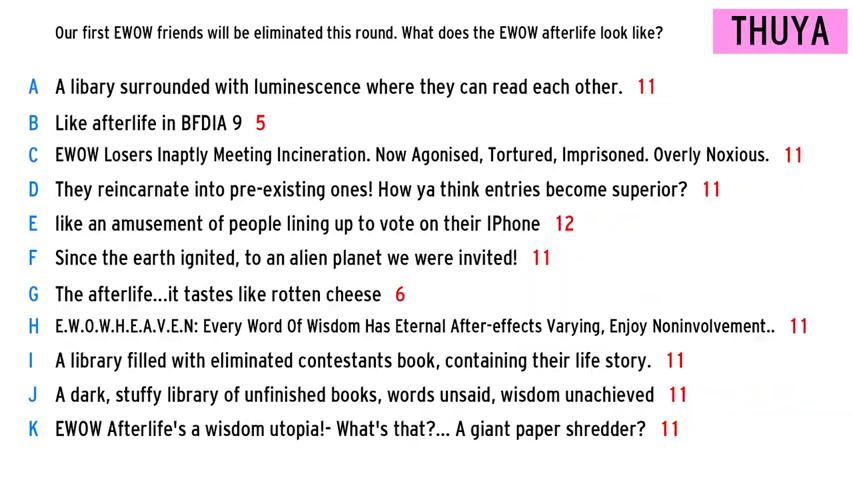 Our first EWOW friends will be eliminated this round. What does the EWOW afterlife look like?
THUYA
A A libary surrounded with luminescence where they can read each other. 11
B Like afterlife in BFDIA 9 5
C EWOW Losers Inaptly Meeting Incineration. Now Agonised, Tortured, Imprisoned. Overly Noxious. 11
D They reincarnate into pre-existing ones! How ya think entries become superior? 11
E like an amusement of people lining up to vote on their IPhone 12
F Since the earth ignited, to an alien planet we were invited! 11
G The afterlife...it tastes like rotten cheese 6
H E.W.O.W.H.E.A.V.E.N: Every Word Of Wisdom Has Eternal After-effects Varying, Enjoy Noninvolvement.. 11
I A library filled with eliminated contestants book, containing their life story. 11
J A dark, stuffy library of unfinished books, words unsaid, wisdom unachieved 11
K EWOW Afterlife's a wisdom utopia!- What's that?... A giant paper shredder? 11